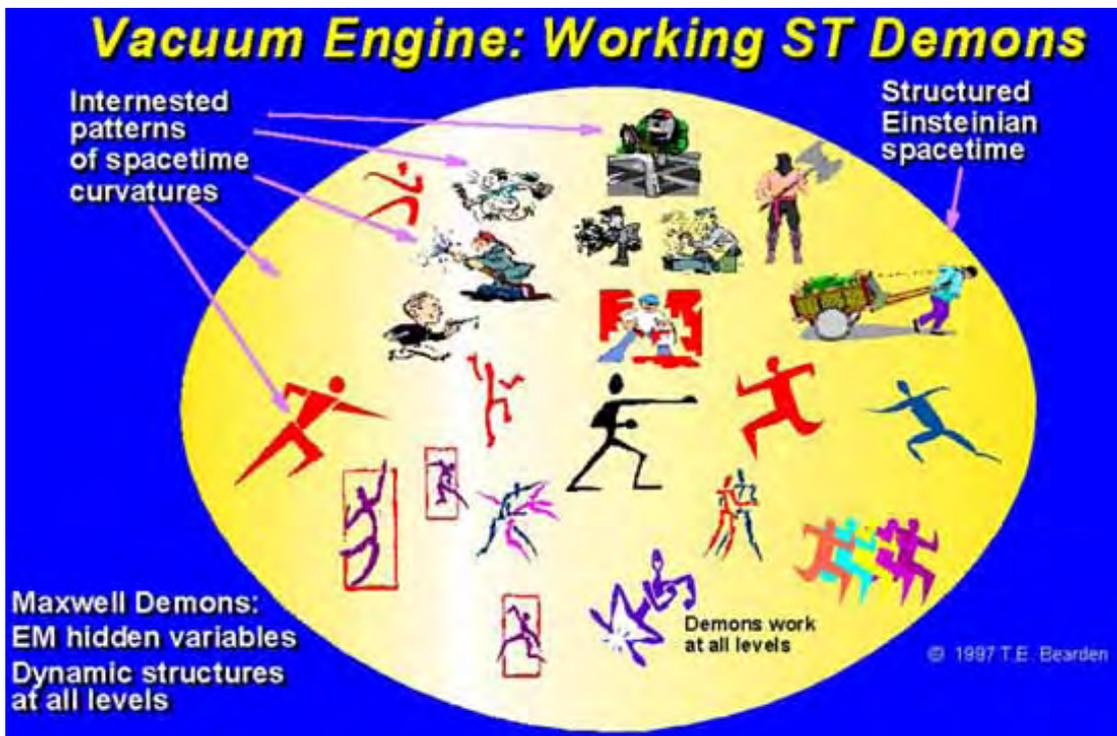 Vacuum Engine: Working ST Demons
Internested
patterns
of spacetime
curvatures
Structured
Einsteinian
spacetime
Maxwell Demons:
EM hidden variables
Dynamic structures
at all levels
Demons work
at all levels
© 1997 T.E. Bearden